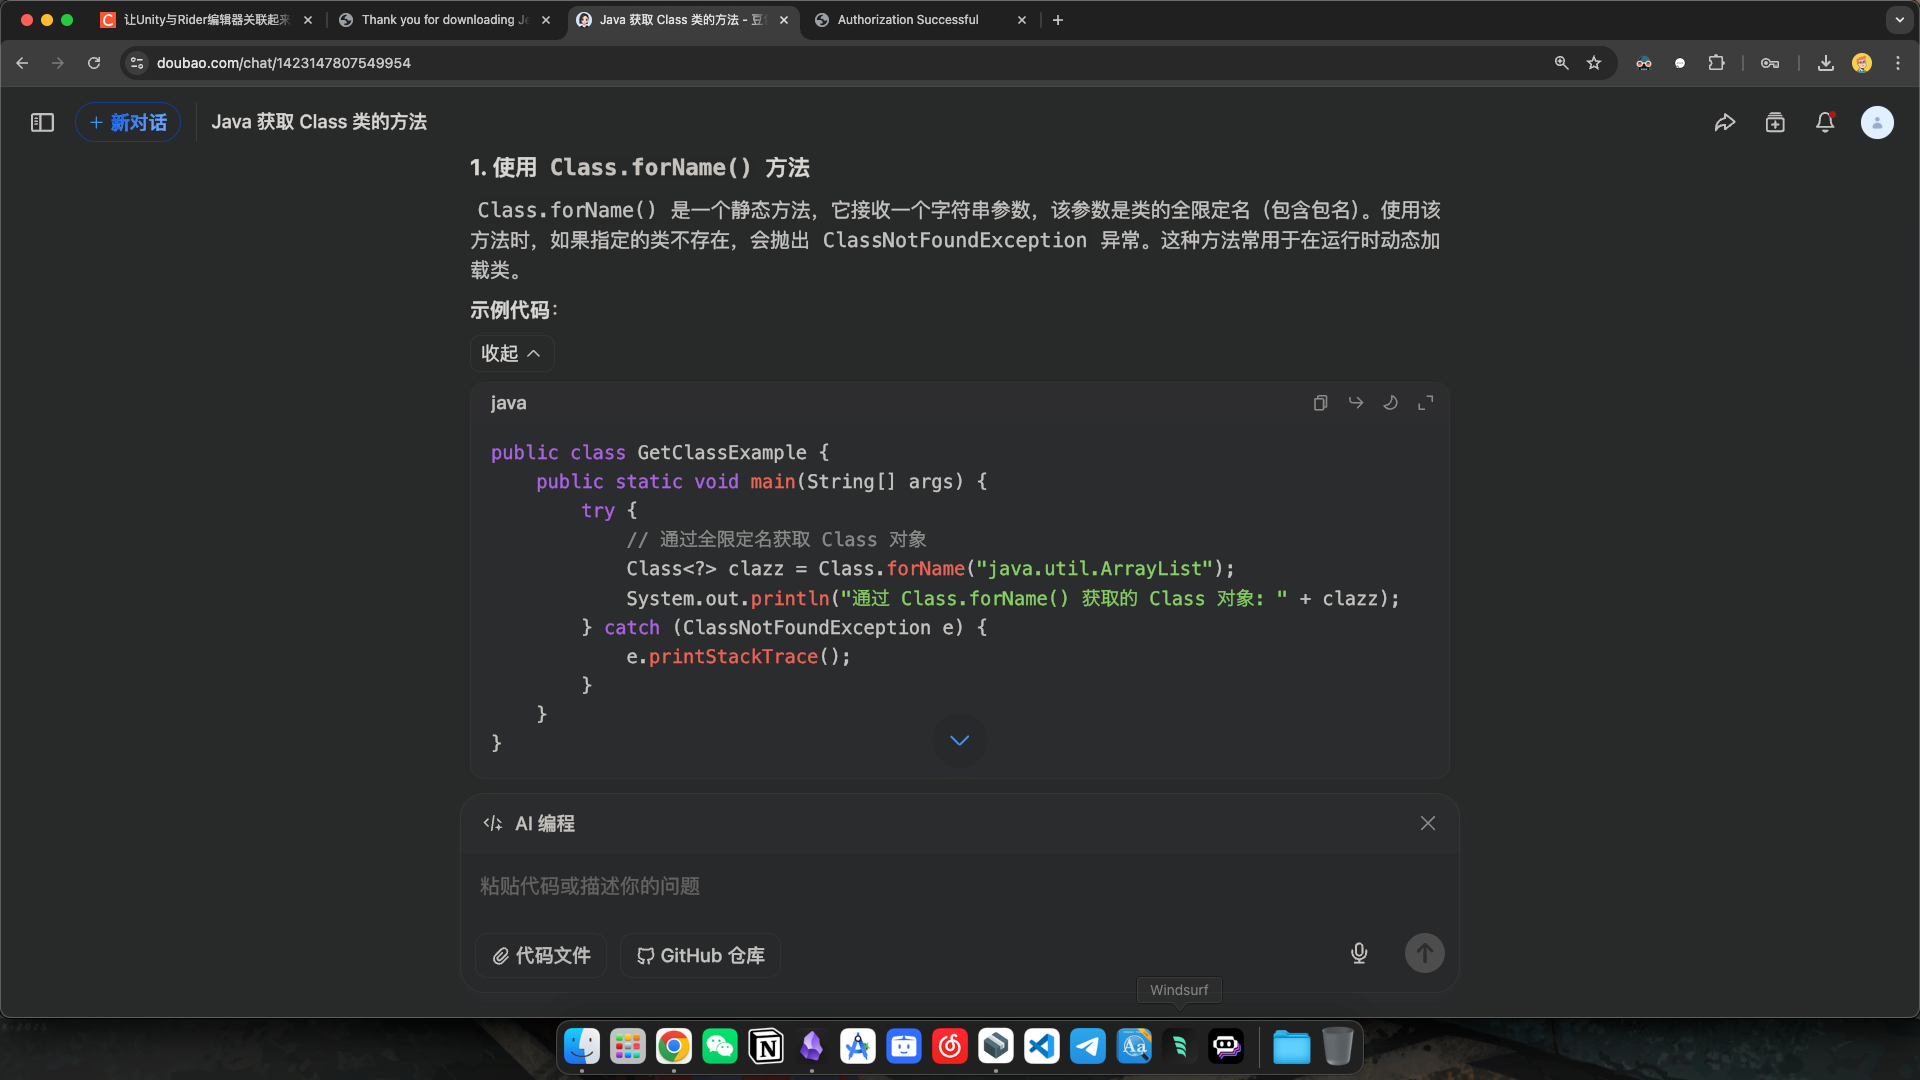 让Unity与Rider编辑器关联起来
Thank you for downloading Je
Java 获取 Class 类的方法 - 豆
Authorization Successful
doubao.com/chat/1423147807549954
新对话
Java 获取 Class 类的方法
1. 使用 Class.forName() 方法
Class.forName() 是一个静态方法，它接收一个字符串参数，该参数是类的全限定名（包含包名）。使用该
方法时，如果指定的类不存在，会抛出 ClassNotFoundException 异常。这种方法常用于在运行时动态加
载类。
示例代码：
收起
java
public class GetClassExample {
    public static void main(String[] args) {
        try {
            // 通过全限定名获取 Class 对象
            Class<?> clazz = Class.forName("java.util.ArrayList");
            System.out.println("通过 Class.forName() 获取的 Class 对象: " + clazz);
        } catch (ClassNotFoundException e) {
            e.printStackTrace();
        }
    }
}
AI 编程
粘贴代码或描述你的问题
代码文件
GitHub 仓库
Windsurf